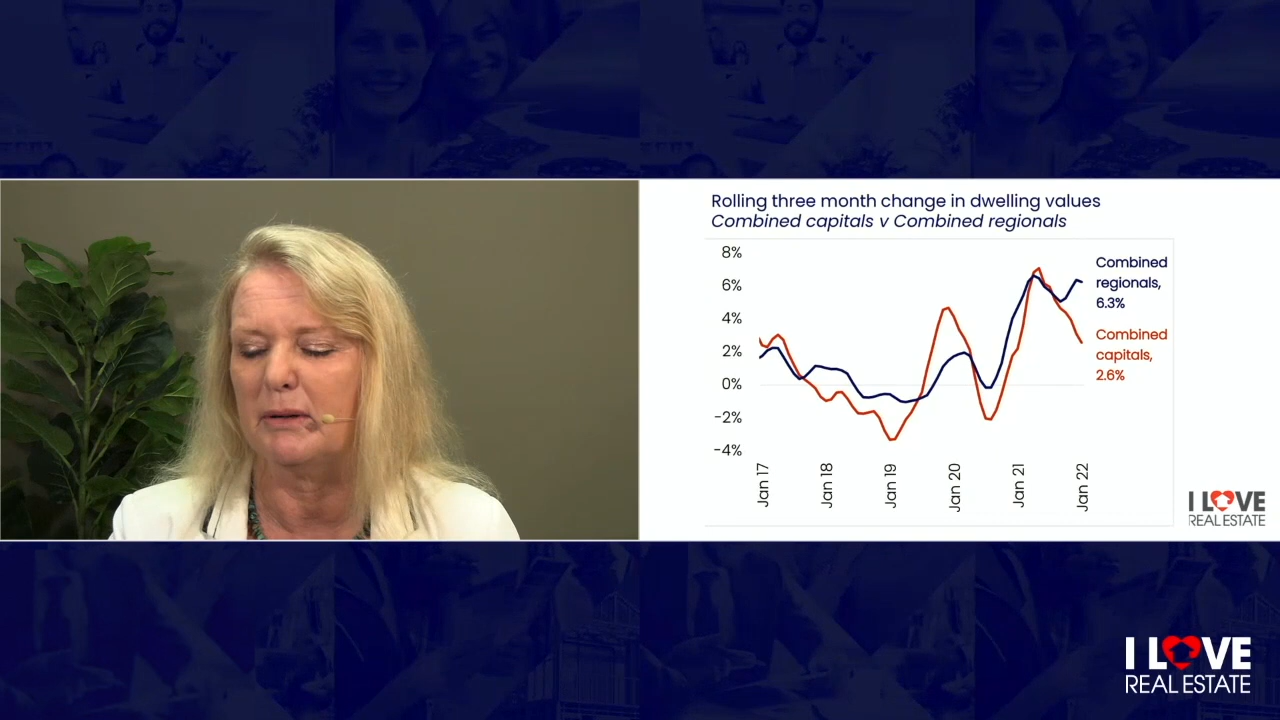 Rolling three month change in dwelling values
Combined capitals v Combined regionals
8%
6%
4%
2%
0%
-2%
-4%
Jan 17
Jan 18
Jan 19
Jan 20
Jan 21
Jan 22
Combined
regionals,
6.3%
Combined
capitals,
2.6%
I LOVE
REAL ESTATE
I LOVE
REAL ESTATE